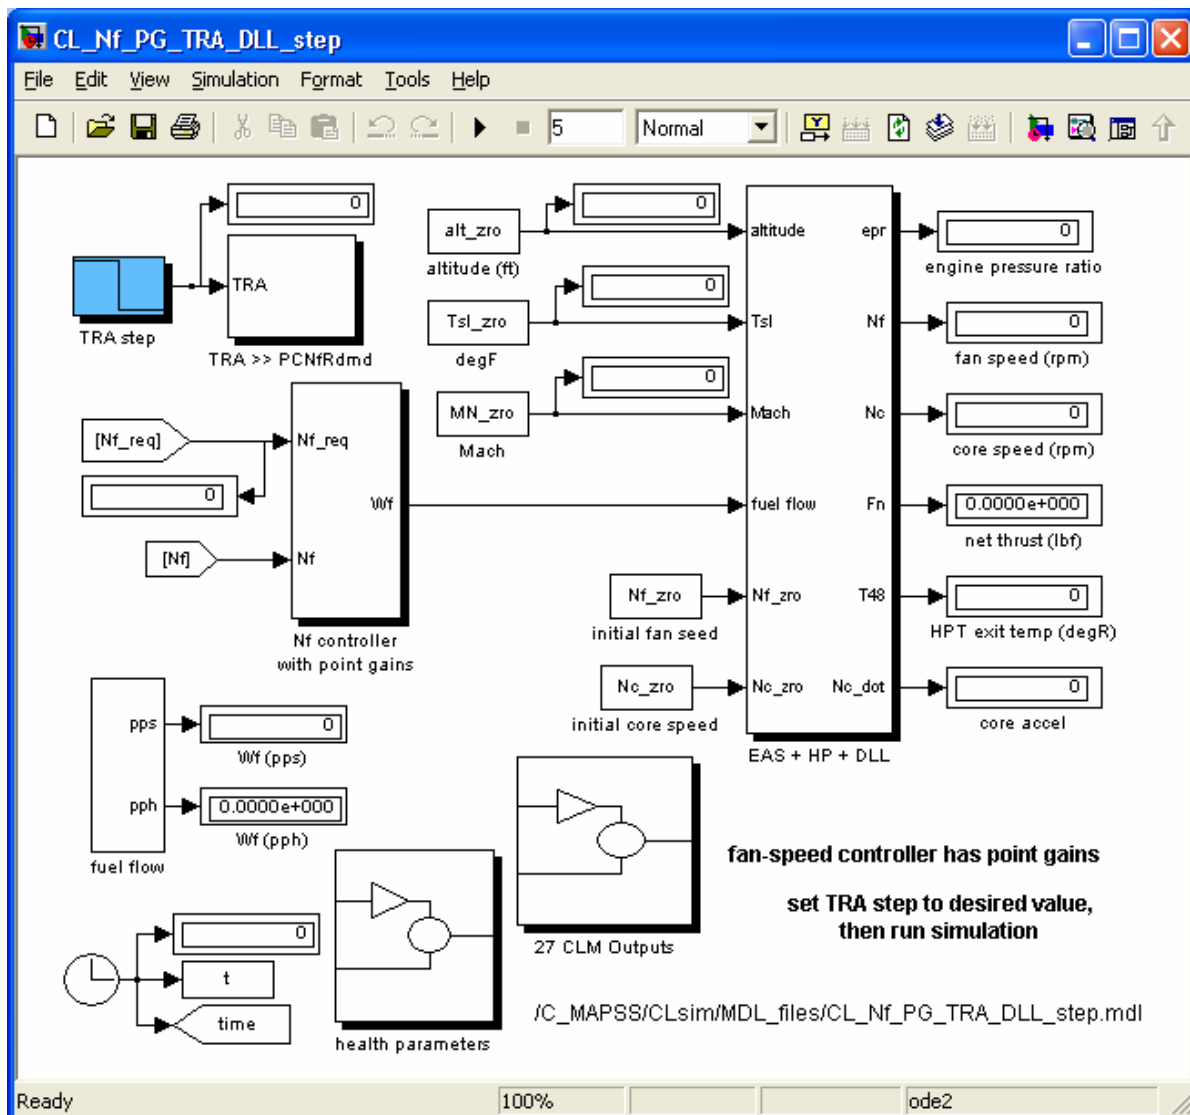 CL_Nf_PG_TRA_DLL_step
File Edit View Simulation Format Tools Help
5 Normal
0
TRA
TRA step
TRA >> PCNfRdmd
alt_zro
altitude (ft)
0
Tsl_zro
degF
0
MN_zro
Mach
0
altitude epr
Tsl Nf
Mach Nc
fuel flow Fn
Nf_zro T48
Nc_zro Nc_dot
EAS + HP + DLL
0
engine pressure ratio
0
fan speed (rpm)
0
core speed (rpm)
0.0000e+000
net thrust (lbf)
0
HPT exit temp (degR)
0
core accel
[Nf_req]
0
[Nf]
Nf_req
Wf
Nf
Nf controller
with point gains
Nf_zro
initial fan seed
Nc_zro
initial core speed
pps
pph
fuel flow
0
Wf (pps)
0.0000e+000
Wf (pph)
0
t
time
health parameters
27 CLM Outputs
fan-speed controller has point gains
set TRA step to desired value,
then run simulation
/C_MAPSS/CLsim/MDL_files/CL_Nf_PG_TRA_DLL_step.mdl
Ready 100% ode2